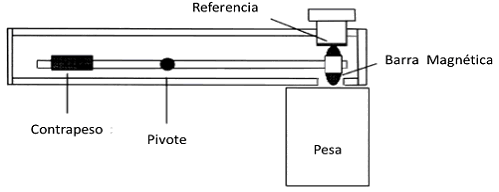 Referencia
Barra Magnética
Contrapeso
Pivote
Pesa